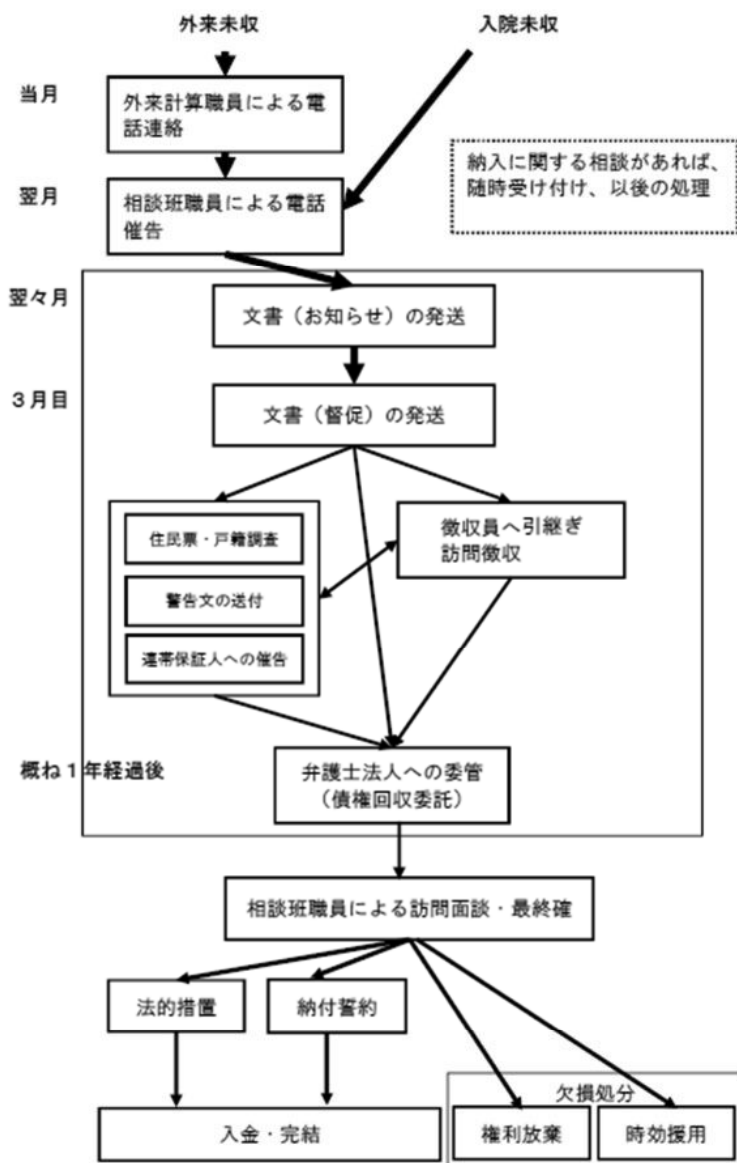 外来未収
入院未収
当月
外来計算職員による電
話連絡
納入に関する相談があれば、
随時受け付け、以後の処理
翌月
相談班職員による電話
催告
翌々月
文書（お知らせ）の発送
3月目
文書（督促）の発送
住民票・戸籍調査
警告文の送付
連帯保証人への催告
徴収員へ引継ぎ
訪問徴収
概ね1年経過後
弁護士法人への委管
（債権回収委託）
相談班職員による訪問面談・最終確
法的措置
納付誓約
入金・完結
欠損処分
権利放棄
時効援用